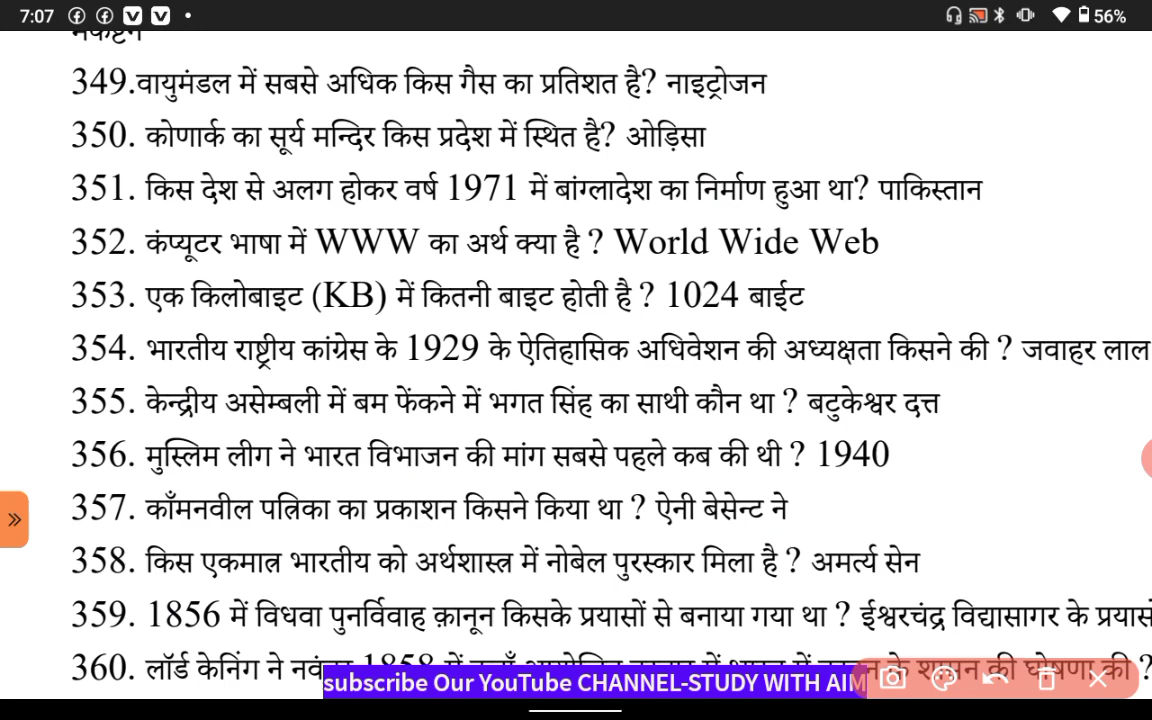 7:07
56%
349.वायुमंडल में सबसे अधिक किस गैस का प्रतिशत है? नाइट्रोजन
350. कोणार्क का सूर्य मन्दिर किस प्रदेश में स्थित है? ओड़िसा
351. किस देश से अलग होकर वर्ष 1971 में बांग्लादेश का निर्माण हुआ था? पाकिस्तान
352. कंप्यूटर भाषा में WWW का अर्थ क्या है ? World Wide Web
353. एक किलोबाइट (KB) में कितनी बाइट होती है ? 1024 बाईट
354. भारतीय राष्ट्रीय कांग्रेस के 1929 के ऐतिहासिक अधिवेशन की अध्यक्षता किसने की ? जवाहर लाल
355. केन्द्रीय असेम्बली में बम फेंकने में भगत सिंह का साथी कौन था ? बटुकेश्वर दत्त
356. मुस्लिम लीग ने भारत विभाजन की मांग सबसे पहले कब की थी ? 1940
357. काँमनवील पत्रिका का प्रकाशन किसने किया था ? ऐनी बेसेन्ट ने
358. किस एकमात्र भारतीय को अर्थशास्त्र में नोबेल पुरस्कार मिला है ? अमर्त्य सेन
359. 1856 में विधवा पुनर्विवाह क़ानून किसके प्रयासों से बनाया गया था ? ईश्वरचंद्र विद्यासागर के
360. लॉर्ड केनिंग ने 1858 में में भारत में के शासन की घोषणा की ?
subscribe Our YouTube CHANNEL-STUDY WITH AIM